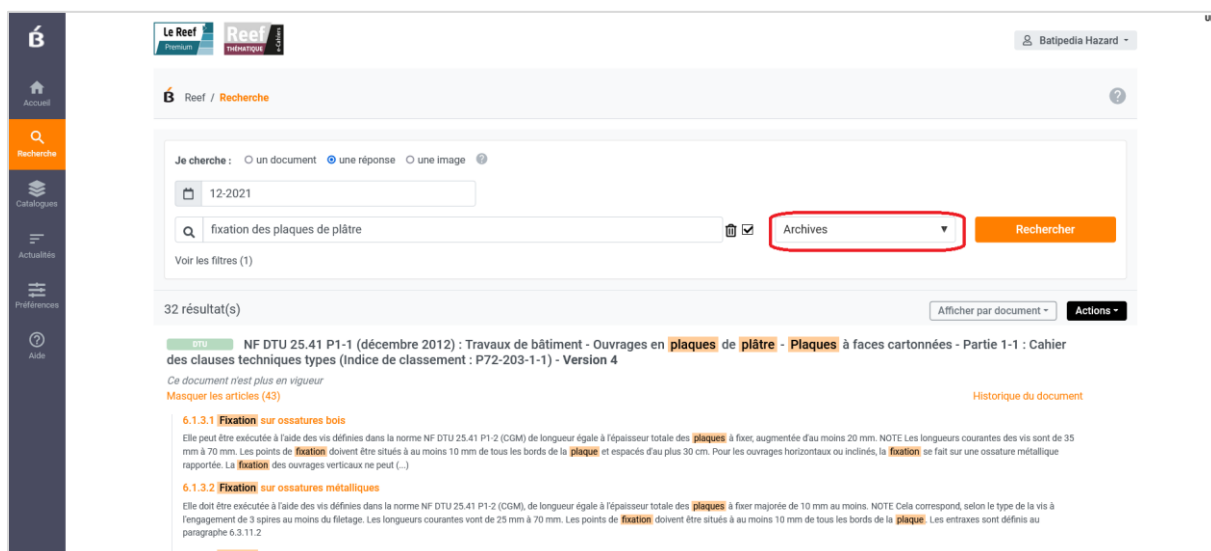 u
Ḃ
Le Reef
Premium
Reef
THÉMATIQUE
e-Cahiers
Batipedia Hazard
Accueil
Reef / Recherche
Recherche
Je cherche : un document une réponse une image
12-2021
Catalogues
fixation des plaques de plâtre
Archives
Rechercher
Actualités
Voir les filtres (1)
Préférences
32 résultat(s)
Afficher par document
Actions
Aide
DTU NF DTU 25.41 P1-1 (décembre 2012) : Travaux de bâtiment - Ouvrages en plaques de plâtre - Plaques à faces cartonnées - Partie 1-1 : Cahier
des clauses techniques types (Indice de classement : P72-203-1-1) - Version 4
Ce document n'est plus en vigueur
Masquer les articles (43)
Historique du document
6.1.3.1 Fixation sur ossatures bois
Elle peut être exécutée à l'aide des vis définies dans la norme NF DTU 25.41 P1-2 (CGM) de longueur égale à l'épaisseur totale des plaques à fixer, augmentée d'au moins 20 mm. NOTE Les longueurs courantes des vis sont de 35
mm à 70 mm. Les points de fixation doivent être situés à au moins 10 mm de tous les bords de la plaque et espacés d'au plus 30 cm. Pour les ouvrages horizontaux ou inclinés, la fixation se fait sur une ossature métallique
rapportée. La fixation des ouvrages verticaux ne peut (...)
6.1.3.2 Fixation sur ossatures métalliques
Elle doit être exécutée à l'aide des vis définies dans la norme NF DTU 25.41 P1-2 (CGM), de longueur égale à l'épaisseur totale des plaques à fixer majorée de 10 mm au moins. NOTE Cela correspond, selon le type de la vis à
l'engagement de 3 spires au moins du filetage. Les longueurs courantes vont de 25 mm à 70 mm. Les points de fixation doivent être situés à au moins 10 mm de tous les bords de la plaque. Les entraxes sont définis au
paragraphe 6.3.11.2